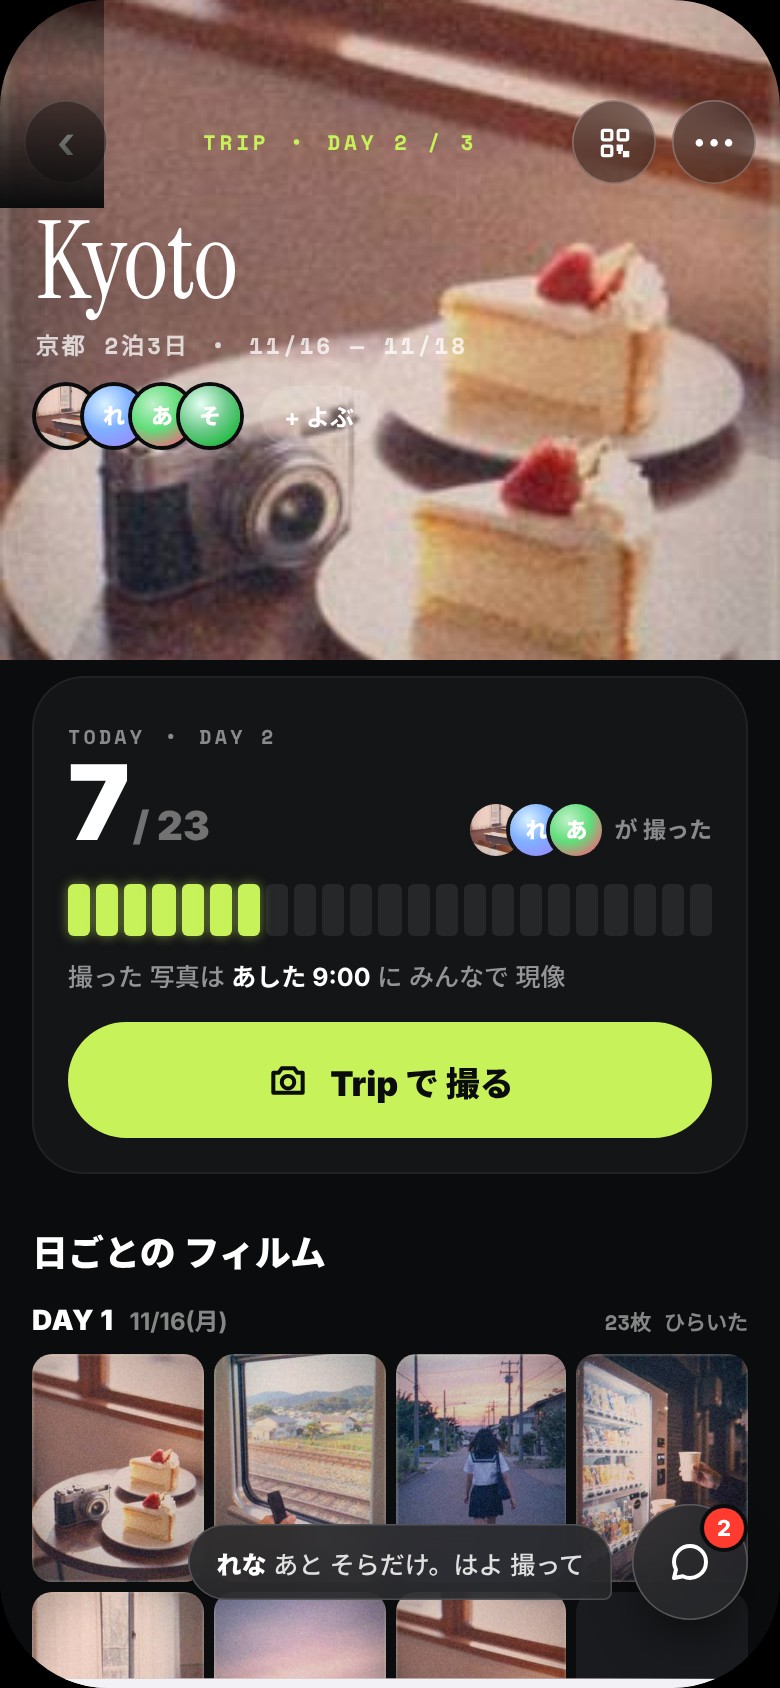 TRIP • DAY 2 / 3
Kyoto
京都 2泊3日 • 11/16 — 11/18
れ あ そ + よぶ
TODAY • DAY 2
7 / 23
れ あ が 撮った
撮った 写真は あした 9:00 に みんなで 現像
Trip で 撮る
日ごとの フィルム
DAY 1 11/16(月) 23枚 ひらいた
2
れな あと そらだけ。はよ 撮って